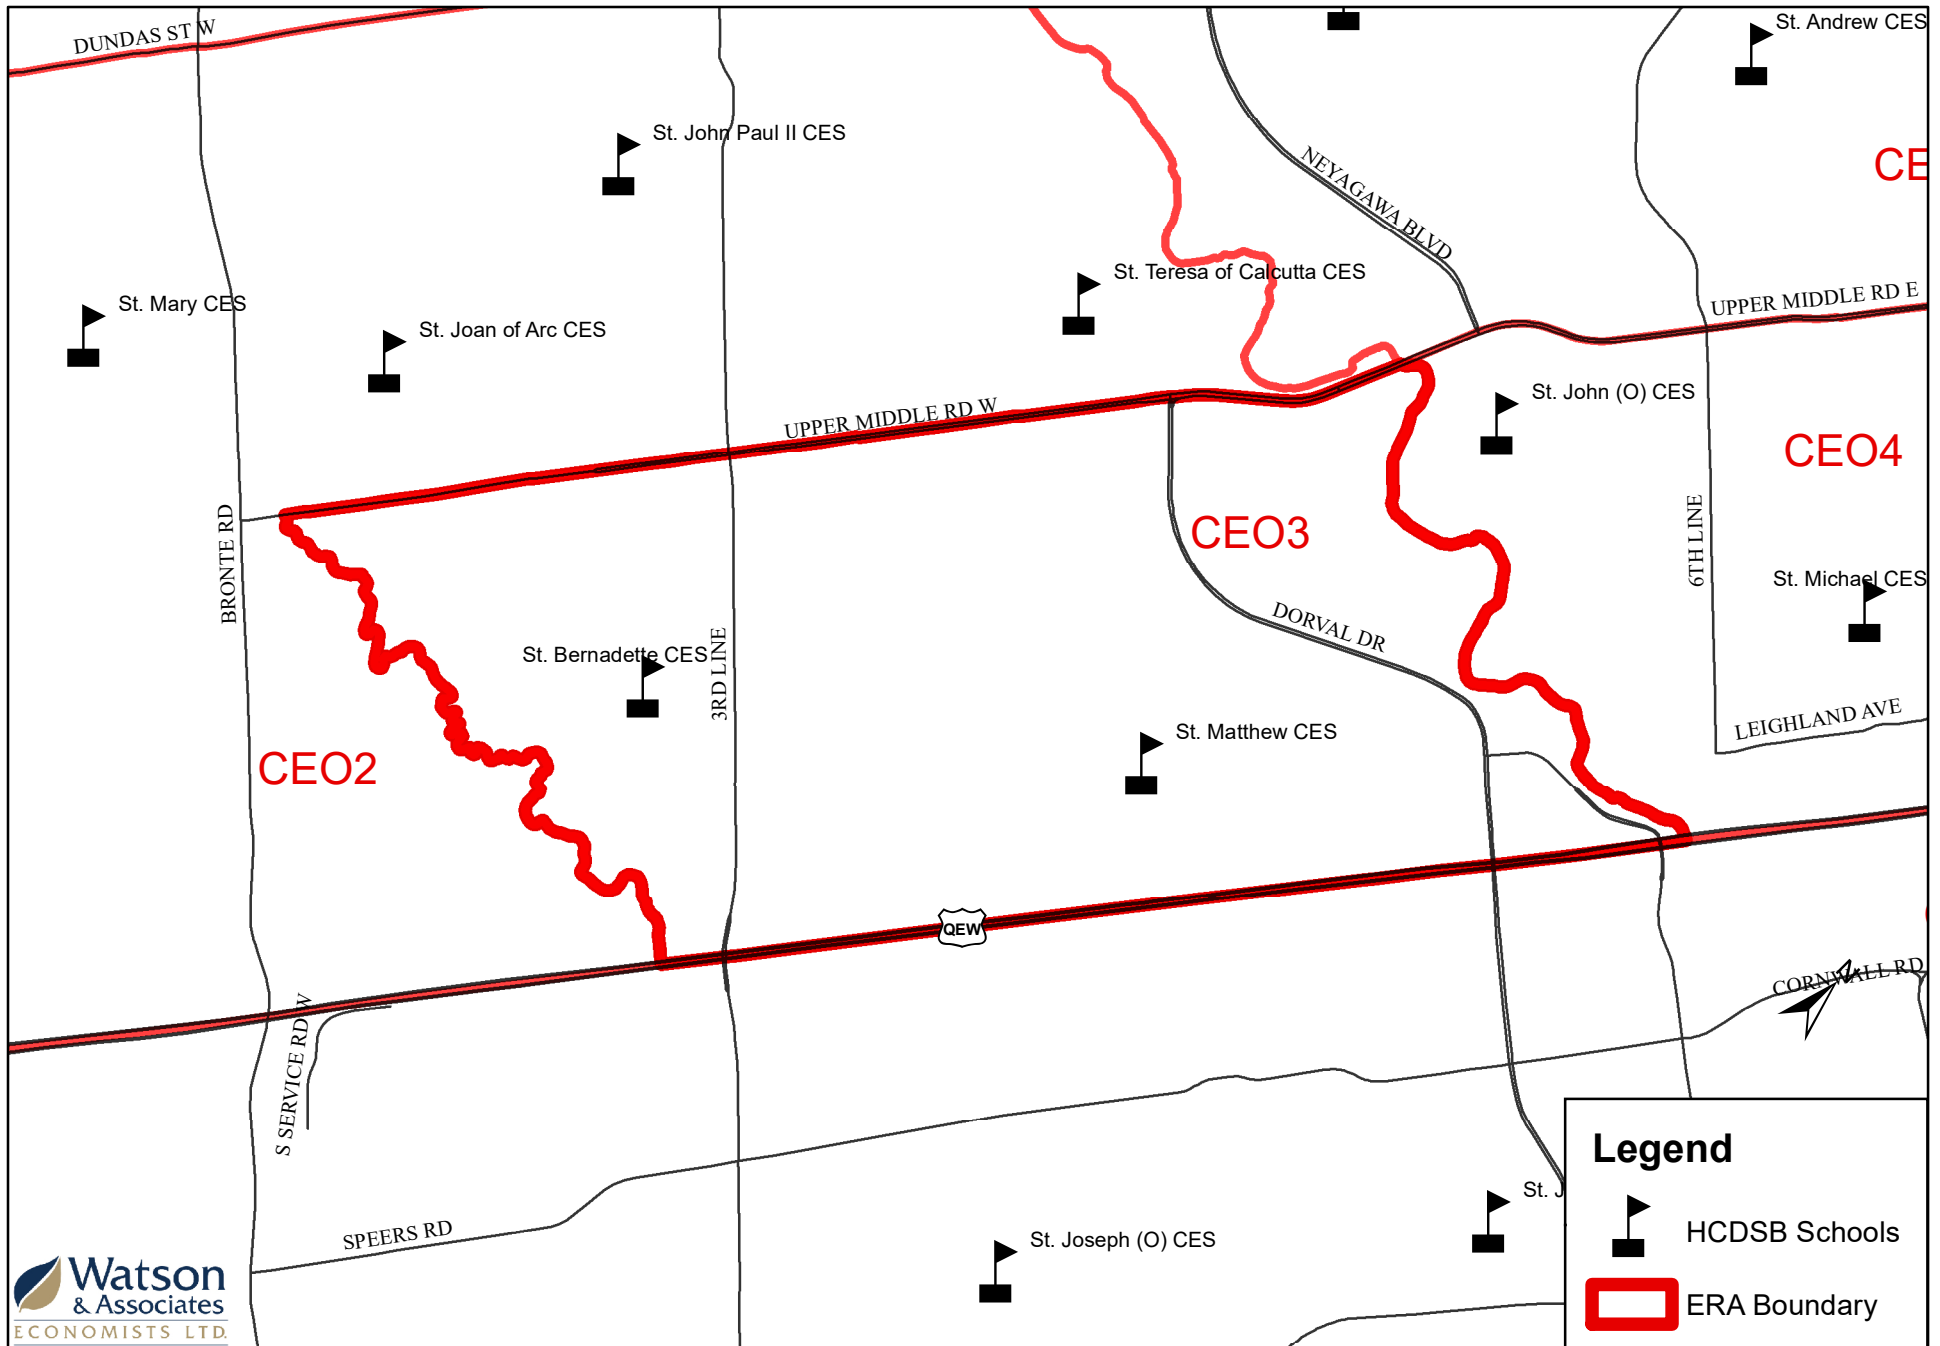 DUNDAS ST W
St. Andrew CES
St. John Paul II CES
NEYAGAWA BLVD
CE
St. Teresa of Calcutta CES
St. Mary CES
St. Joan of Arc CES
UPPER MIDDLE RD E
St. John (O) CES
UPPER MIDDLE RD W
CEO4
CEO3
BRONTE RD
6TH LINE
St. Michael CES
DORVAL DR
St. Bernadette CES
3RD LINE
St. Matthew CES
LEIGHLAND AVE
CEO2
QEW
CORNWALL RD
S SERVICE RD W
SPEERS RD
St. Joseph (O) CES
St. J
Legend
HCDSB Schools
ERA Boundary
Watson
& Associates
ECONOMISTS LTD.